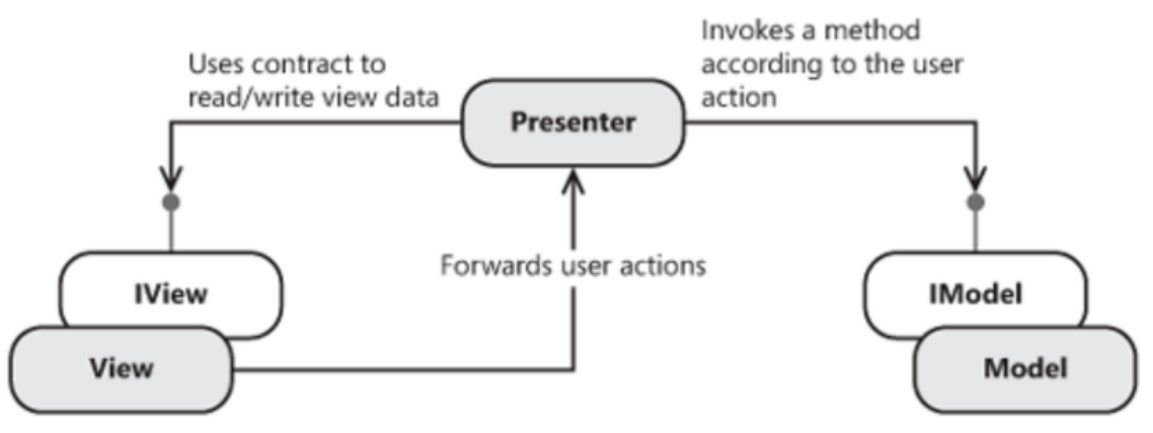 Uses contract to
read/write view data
Presenter
Invokes a method
according to the user
action
Forwards user actions
IView
View
IModel
Model